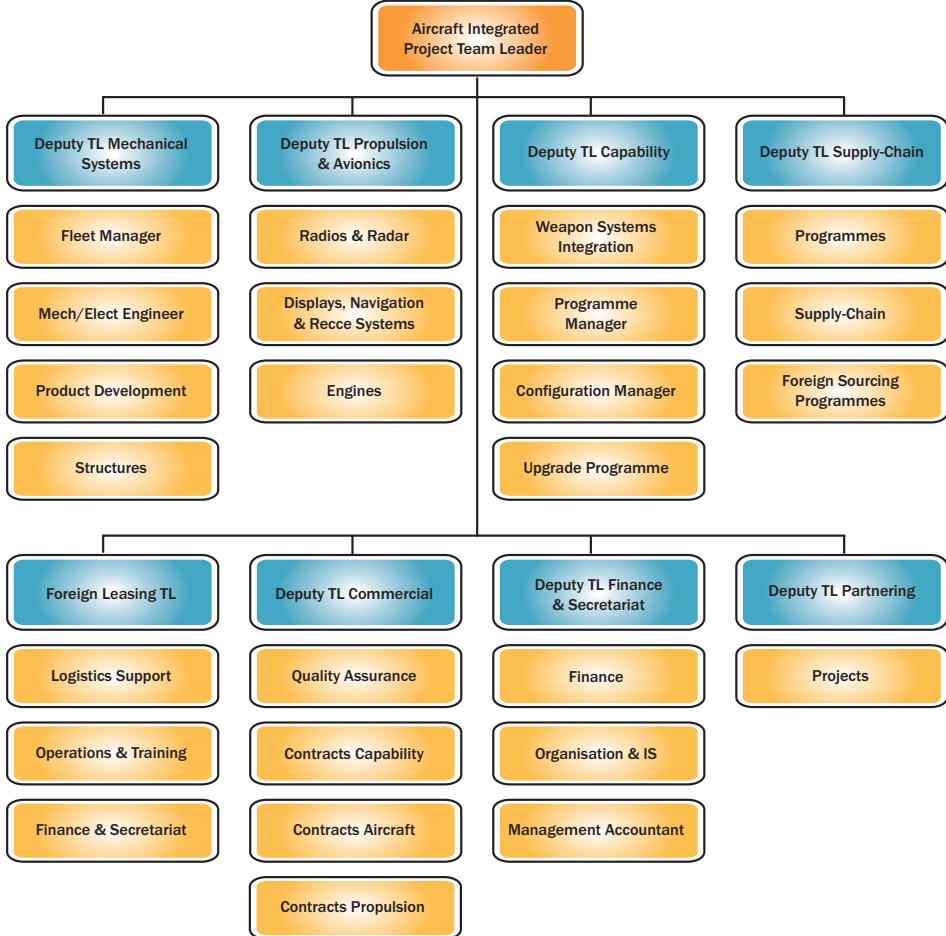 Aircraft Integrated
Project Team Leader
Deputy TL Mechanical
Systems
Fleet Manager
Mech/Elect Engineer
Product Development
Structures
Deputy TL Propulsion
& Avionics
Radios & Radar
Displays, Navigation
& Recce Systems
Engines
Deputy TL Capability
Weapon Systems
Integration
Programme
Manager
Configuration Manager
Upgrade Programme
Deputy TL Supply-Chain
Programmes
Supply-Chain
Foreign Sourcing
Programmes
Foreign Leasing TL
Logistics Support
Operations & Training
Finance & Secretariat
Deputy TL Commercial
Quality Assurance
Contracts Capability
Contracts Aircraft
Contracts Propulsion
Deputy TL Finance
& Secretariat
Finance
Organisation & IS
Management Accountant
Deputy TL Partnering
Projects